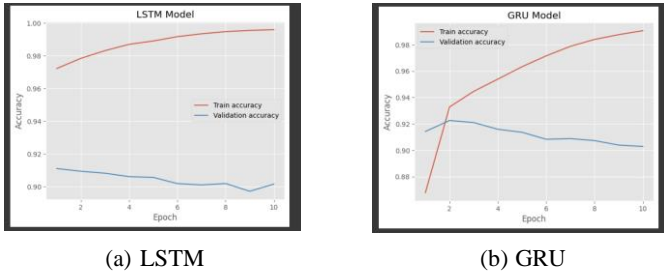 LSTM Model
1.00
0.98
0.96
0.94
0.92
0.90
Accuracy
Train accuracy
Validation accuracy
2
4
6
8
10
Epoch
(a) LSTM
GRU Model
0.98
0.96
0.94
0.92
0.90
0.88
Accuracy
Train accuracy
Validation accuracy
2
4
6
8
10
Epoch
(b) GRU